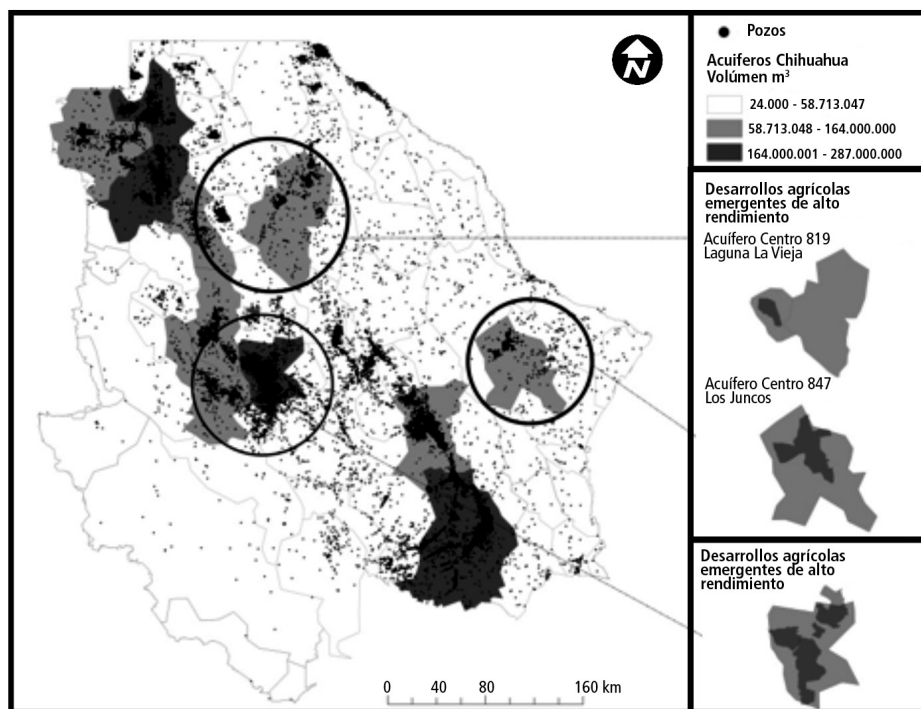 N
0 40 80 160 km
Pozos
Acuiferos Chihuahua
Volúmen m³
24.000 - 58.713.047
58.713.048 - 164.000.000
164.000.001 - 287.000.000
Desarrollos agrícolas
emergentes de alto
rendimiento
Acuífero Centro 819
Laguna La Vieja
Acuífero Centro 847
Los Juncos
Desarrollos agrícolas
emergentes de alto
rendimiento